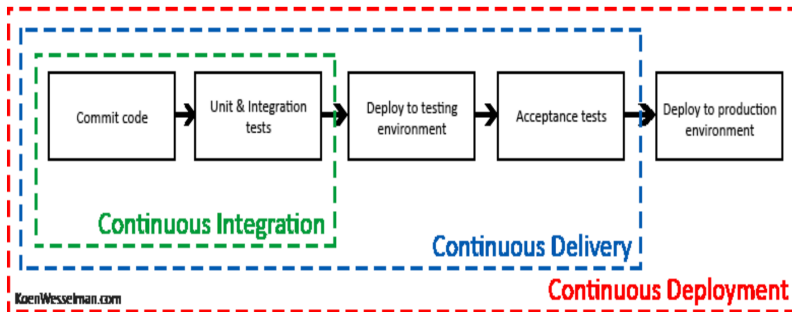 Commit code
Unit & Integration
tests
Deploy to testing
environment
Acceptance tests
Deploy to production
environment
Continuous Integration
Continuous Delivery
Continuous Deployment
KoenWesselman.com